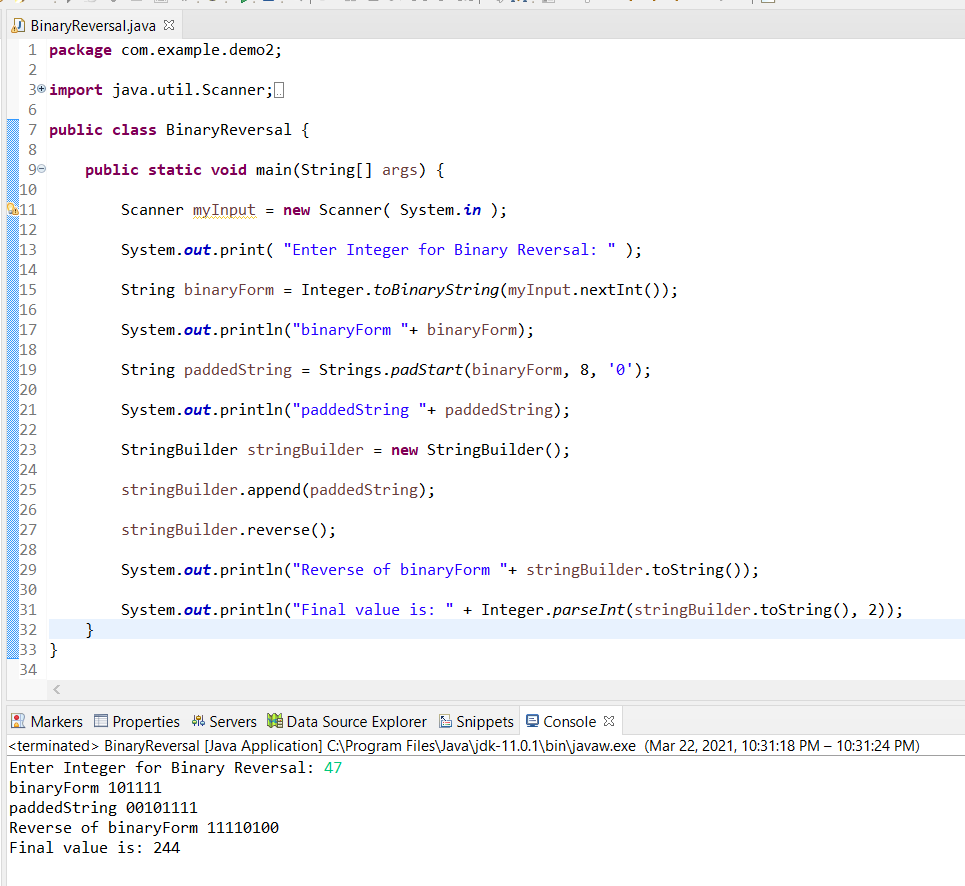 BinaryReversal.java
1 package com.example.demo2;
2
3 import java.util.Scanner;
6
7 public class BinaryReversal {
8
9 public static void main(String[] args) {
10
11 Scanner myInput = new Scanner( System.in );
12
13 System.out.print( "Enter Integer for Binary Reversal: " );
14
15 String binaryForm = Integer.toBinaryString(myInput.nextInt());
16
17 System.out.println("binaryForm "+ binaryForm);
18
19 String paddedString = Strings.padStart(binaryForm, 8, '0');
20
21 System.out.println("paddedString "+ paddedString);
22
23 StringBuilder stringBuilder = new StringBuilder();
24
25 stringBuilder.append(paddedString);
26
27 stringBuilder.reverse();
28
29 System.out.println("Reverse of binaryForm "+ stringBuilder.toString());
30
31 System.out.println("Final value is: " + Integer.parseInt(stringBuilder.toString(), 2));
32 }
33 }
34
Markers Properties Servers Data Source Explorer Snippets Console
<terminated> BinaryReversal [Java Application] C:\Program Files\Java\jdk-11.0.1\bin\javaw.exe (Mar 22, 2021, 10:31:18 PM – 10:31:24 PM)
Enter Integer for Binary Reversal: 47
binaryForm 101111
paddedString 00101111
Reverse of binaryForm 11110100
Final value is: 244